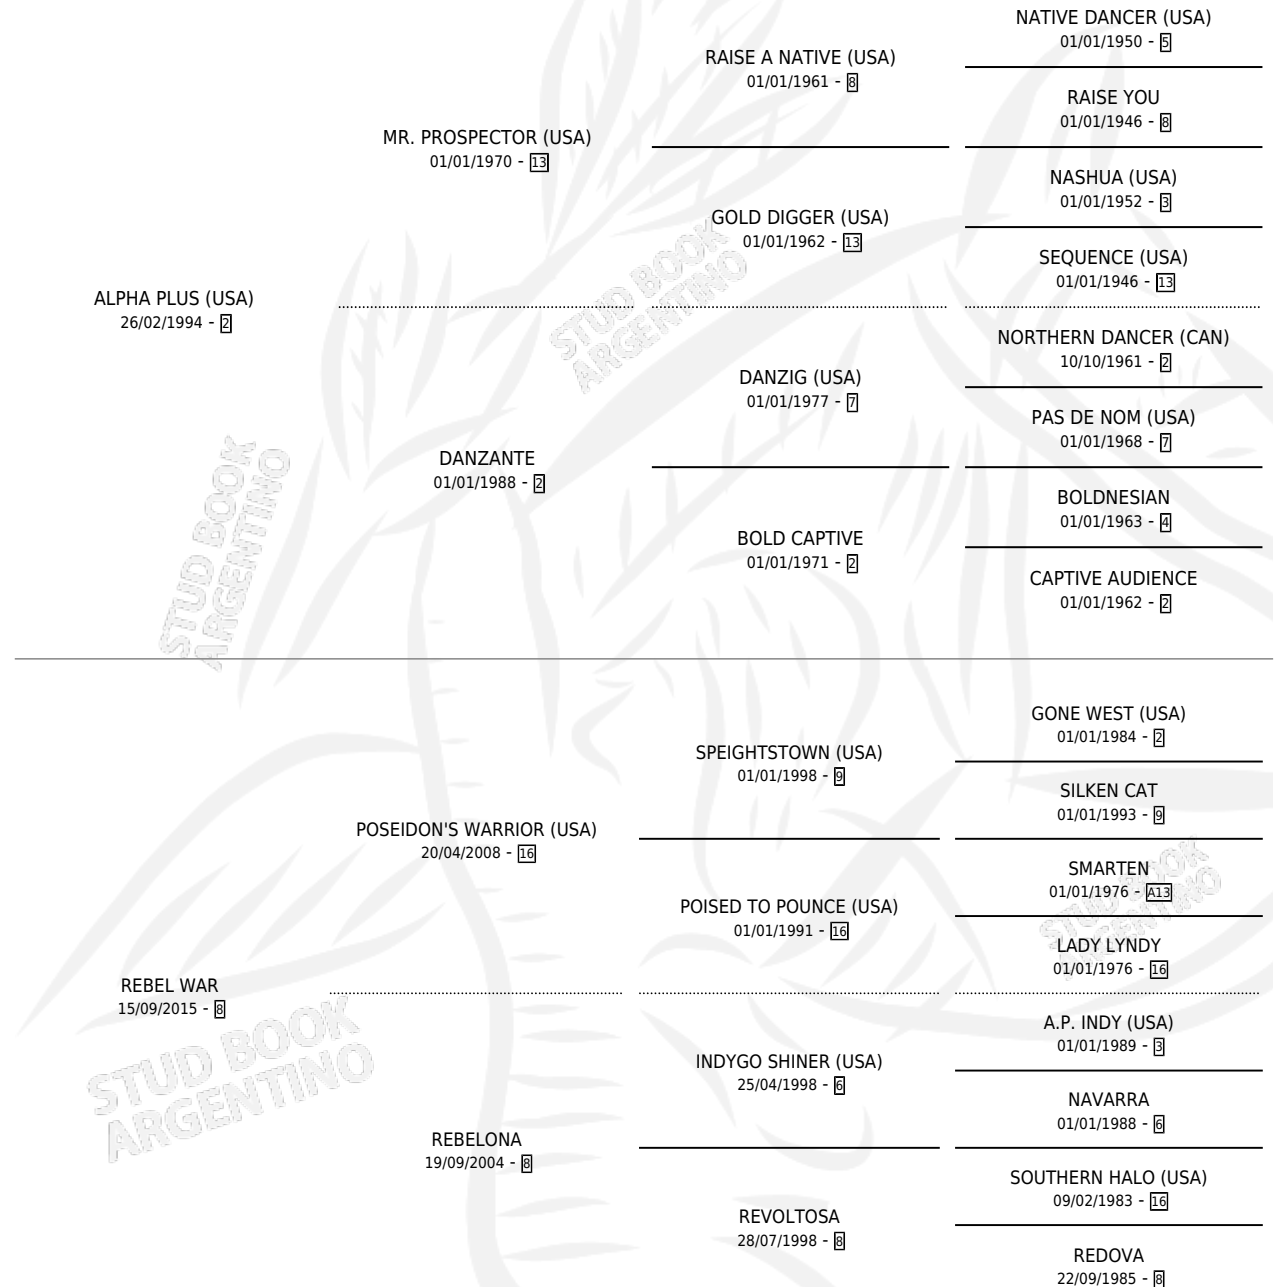 NATIVE DANCER (USA)
01/01/1950 - 5
RAISE A NATIVE (USA)
01/01/1961 - 8
RAISE YOU
01/01/1946 - 8
MR. PROSPECTOR (USA)
01/01/1970 - 13
NASHUA (USA)
01/01/1952 - 3
GOLD DIGGER (USA)
01/01/1962 - 13
SEQUENCE (USA)
01/01/1946 - 13
ALPHA PLUS (USA)
26/02/1994 - 2
STUD BOOK
ARGENTINO
NORTHERN DANCER (CAN)
10/10/1961 - 2
DANZIG (USA)
01/01/1977 - 7
PAS DE NOM (USA)
01/01/1968 - 7
DANZANTE
01/01/1988 - 2
BOLDNESIAN
01/01/1963 - 4
BOLD CAPTIVE
01/01/1971 - 2
CAPTIVE AUDIENCE
01/01/1962 - 2
STUD BOOK
ARGENTINO
GONE WEST (USA)
01/01/1984 - 2
SPEIGHTSTOWN (USA)
01/01/1998 - 9
SILKEN CAT
01/01/1993 - 9
POSEIDON'S WARRIOR (USA)
20/04/2008 - 16
SMARTEN
01/01/1976 - A13
POISED TO POUNCE (USA)
01/01/1991 - 16
LADY LYNDY
01/01/1976 - 16
STUD BOOK
ARGENTINO
REBEL WAR
15/09/2015 - 8
A.P. INDY (USA)
01/01/1989 - 3
INDYGO SHINER (USA)
25/04/1998 - 6
NAVARRA
01/01/1988 - 6
STUD BOOK
ARGENTINO
REBELONA
19/09/2004 - 8
SOUTHERN HALO (USA)
09/02/1983 - 16
REVOLTOSA
28/07/1998 - 8
REDOVA
22/09/1985 - 8